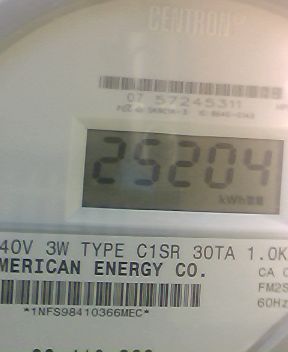 CENTRON
07 57245311
25204
kWh
40V 3W TYPE C1SR 30TA 1.0K
MERICAN ENERGY CO.
CA
FM2S
60Hz
*1NFS98410366MEC*